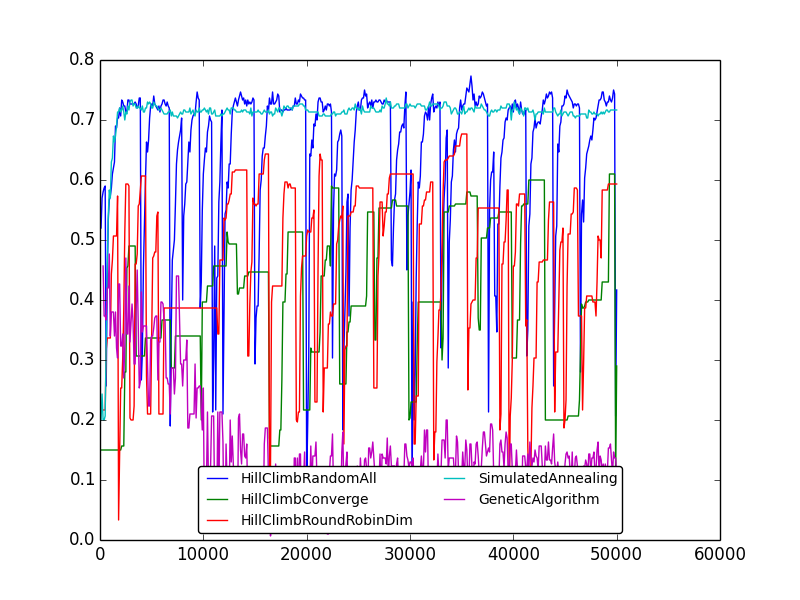 0.8
0.7
0.6
0.5
0.4
0.3
0.2
0.1
0.0
HillClimbRandomAll
HillClimbConverge
HillClimbRoundRobinDim
SimulatedAnnealing
GeneticAlgorithm
0 10000 20000 30000 40000 50000 60000